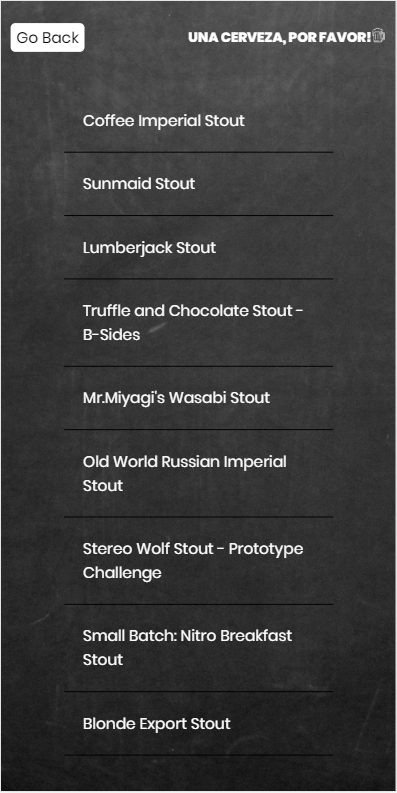 Go Back
UNA CERVEZA, POR FAVOR!
Coffee Imperial Stout
Sunmaid Stout
Lumberjack Stout
Truffle and Chocolate Stout -
B-Sides
Mr.Miyagi's Wasabi Stout
Old World Russian Imperial
Stout
Stereo Wolf Stout - Prototype
Challenge
Small Batch: Nitro Breakfast
Stout
Blonde Export Stout